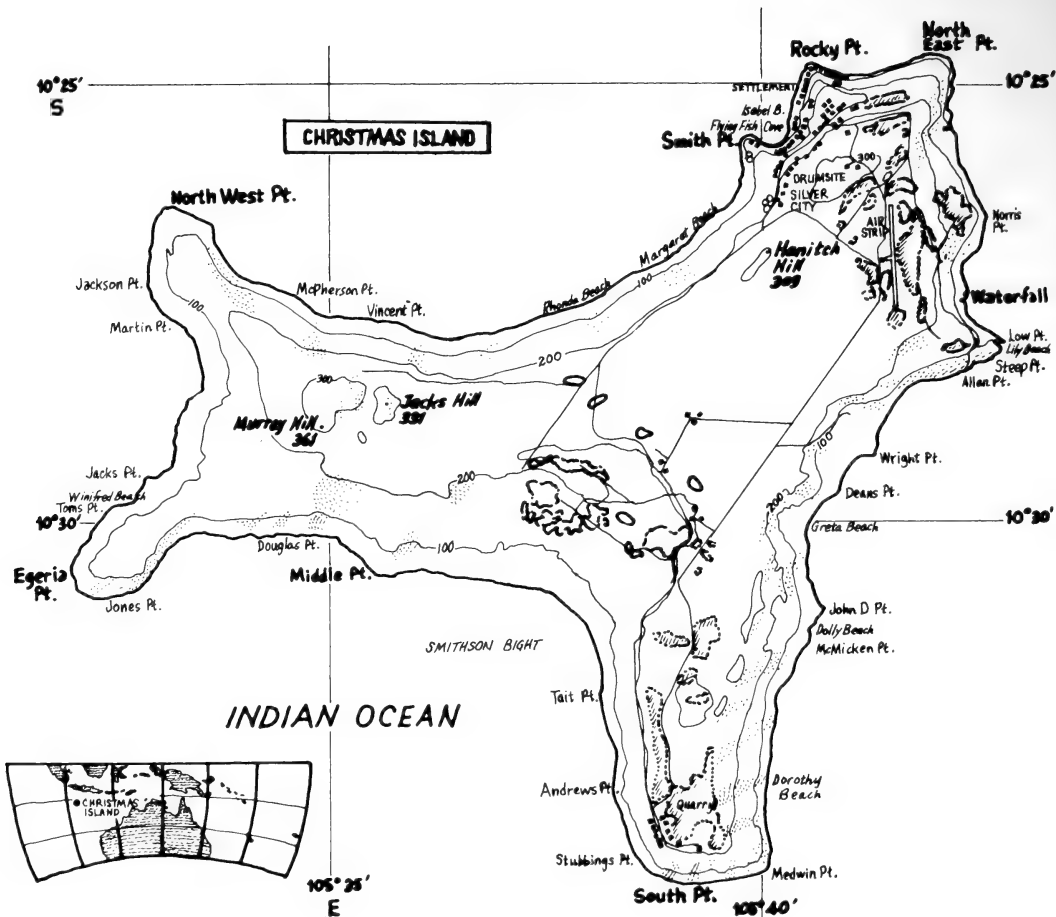 North
East Pt.
Rocky Pt.
10°25'
S
10°25'
SETTLEMENT
Isabel B.
Flying Fish Cove
CHRISTMAS ISLAND
Smith Pt.
300
DRUMSITE
SILVER
CITY
North West Pt.
AIR
STRIP
Norris
Pt.
Margaret Beach
Hanitch
Hill
309
Jackson Pt.
McPherson Pt.
Rhonda Beach
100
100
Vincent Pt.
Waterfall
Martin Pt.
Low Pt.
Lily Beach
200
Steep Pt.
Allan Pt.
300
Jacks Hill
331
Murray Hill
361
100
Wright Pt.
Jacks Pt.
200
Winifred Beach
Toms Pt.
Deans Pt.
200
10°30'
Greta Beach
10°30'
Douglas Pt.
100
Middle Pt.
Egeria
Pt.
Jones Pt.
John D Pt.
Dolly Beach
McMicken Pt.
SMITHSON BIGHT
Tait Pt.
INDIAN OCEAN
Andrews Pt.
Dorothy
Beach
CHRISTMAS
ISLAND
Quarry
Stubbings Pt.
Medwin Pt.
South Pt.
105°25'
E
105°40'